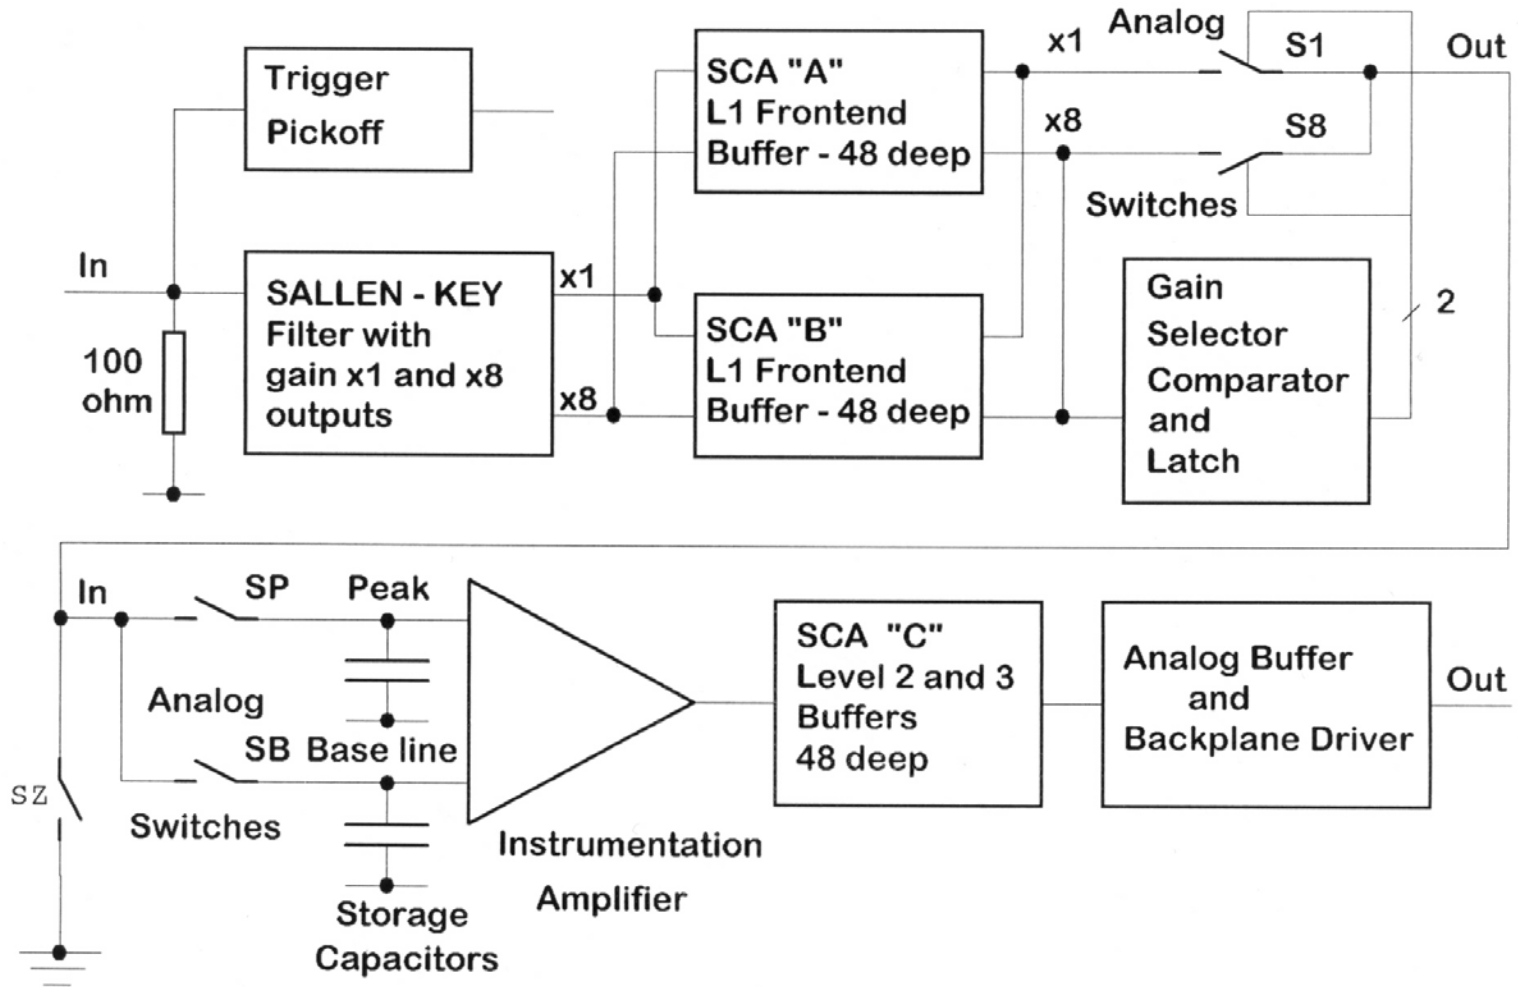 Trigger
Pickoff
In
100
ohm
SALLEN - KEY
Filter with
gain x1 and x8
outputs
x1
x8
SCA "A"
L1 Frontend
Buffer - 48 deep
SCA "B"
L1 Frontend
Buffer - 48 deep
x1
x8
Analog
S1
S8
Switches
Out
Gain
Selector
Comparator
and
Latch
2
In
SP
Peak
Analog
SB Base line
SZ
Switches
Storage
Capacitors
Instrumentation
Amplifier
SCA "C"
Level 2 and 3
Buffers
48 deep
Analog Buffer
and
Backplane Driver
Out